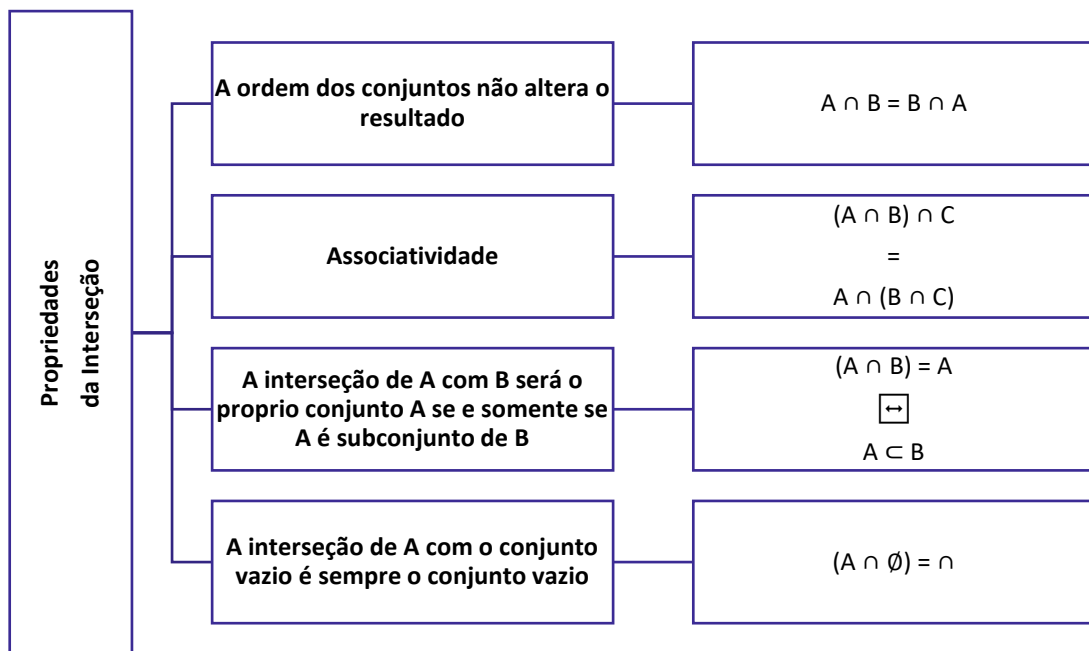 Propriedades
da Interseção
A ordem dos conjuntos não altera o
resultado
A ∩ B = B ∩ A
Associatividade
(A ∩ B) ∩ C
=
A ∩ (B ∩ C)
A interseção de A com B será o
proprio conjunto A se e somente se
A é subconjunto de B
(A ∩ B) = A
↔
A ⊂ B
A interseção de A com o conjunto
vazio é sempre o conjunto vazio
(A ∩ ∅) = ∩